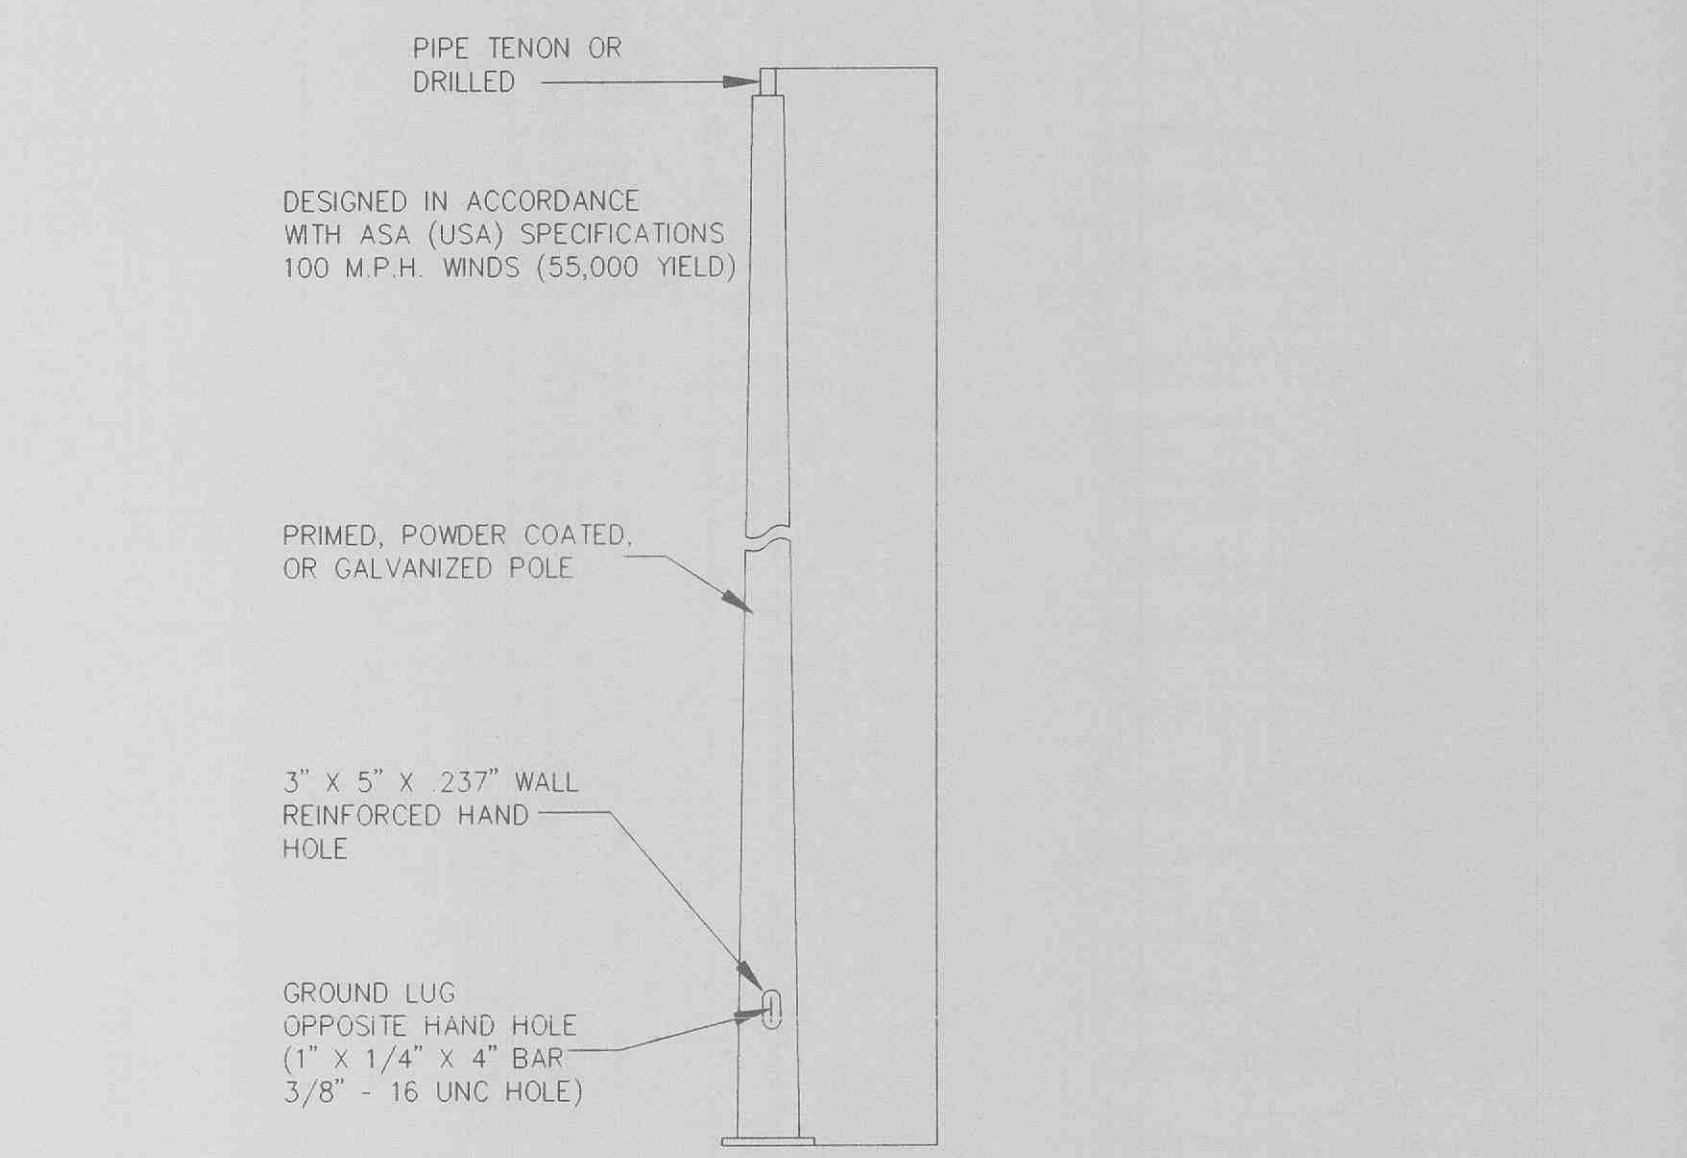 PIPE TENON OR
DRILLED
DESIGNED IN ACCORDANCE
WITH ASA (USA) SPECIFICATIONS
100 M.P.H. WINDS (55,000 YIELD)
PRIMED, POWDER COATED,
OR GALVANIZED POLE
3" X 5" X .237" WALL
REINFORCED HAND
HOLE
GROUND LUG
OPPOSITE HAND HOLE
(1" X 1/4" X 4" BAR
3/8" - 16 UNC HOLE)